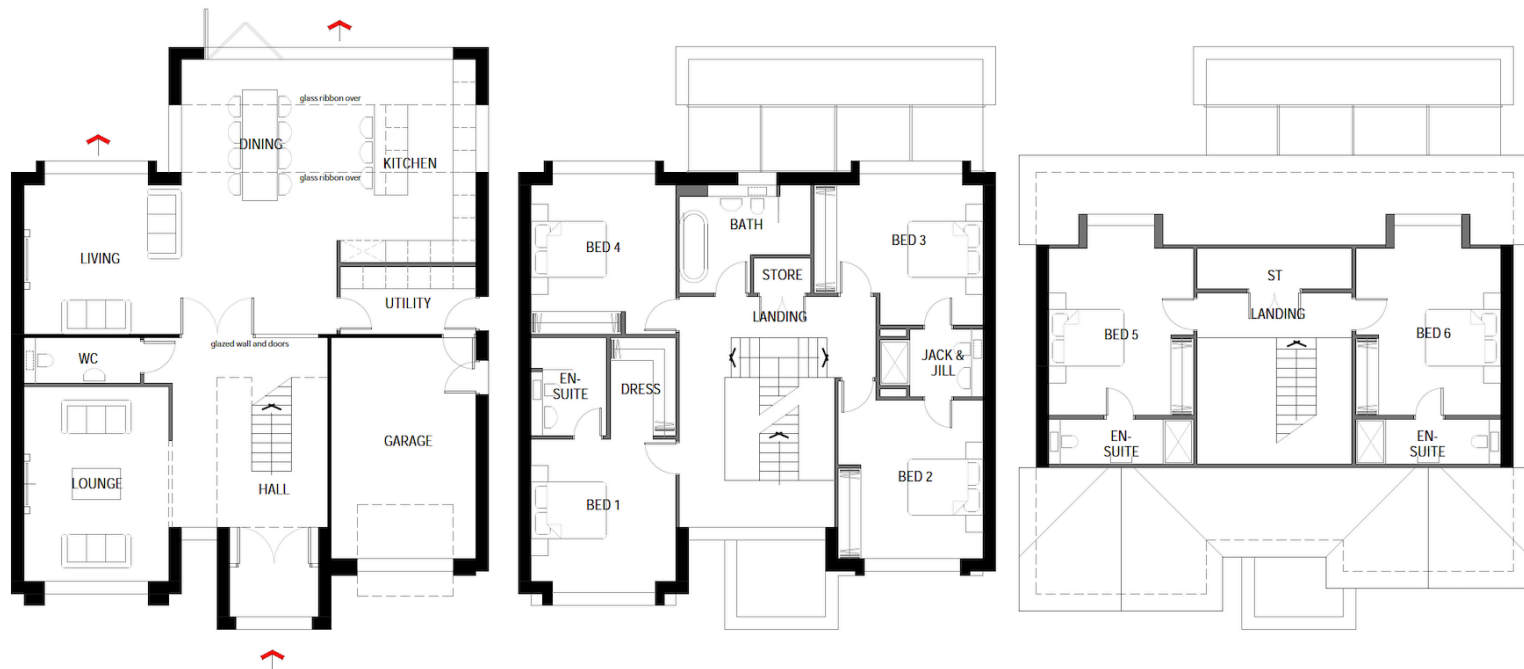 glass ribbon over
DINING
KITCHEN
glass ribbon over
LIVING
UTILITY
glazed wall and doors
WC
GARAGE
LOUNGE
HALL
BATH
BED 4
BED 3
STORE
LANDING
JACK &
JILL
EN-
SUITE
DRESS
BED 1
BED 2
ST
LANDING
BED 5
BED 6
EN-
SUITE
EN-
SUITE